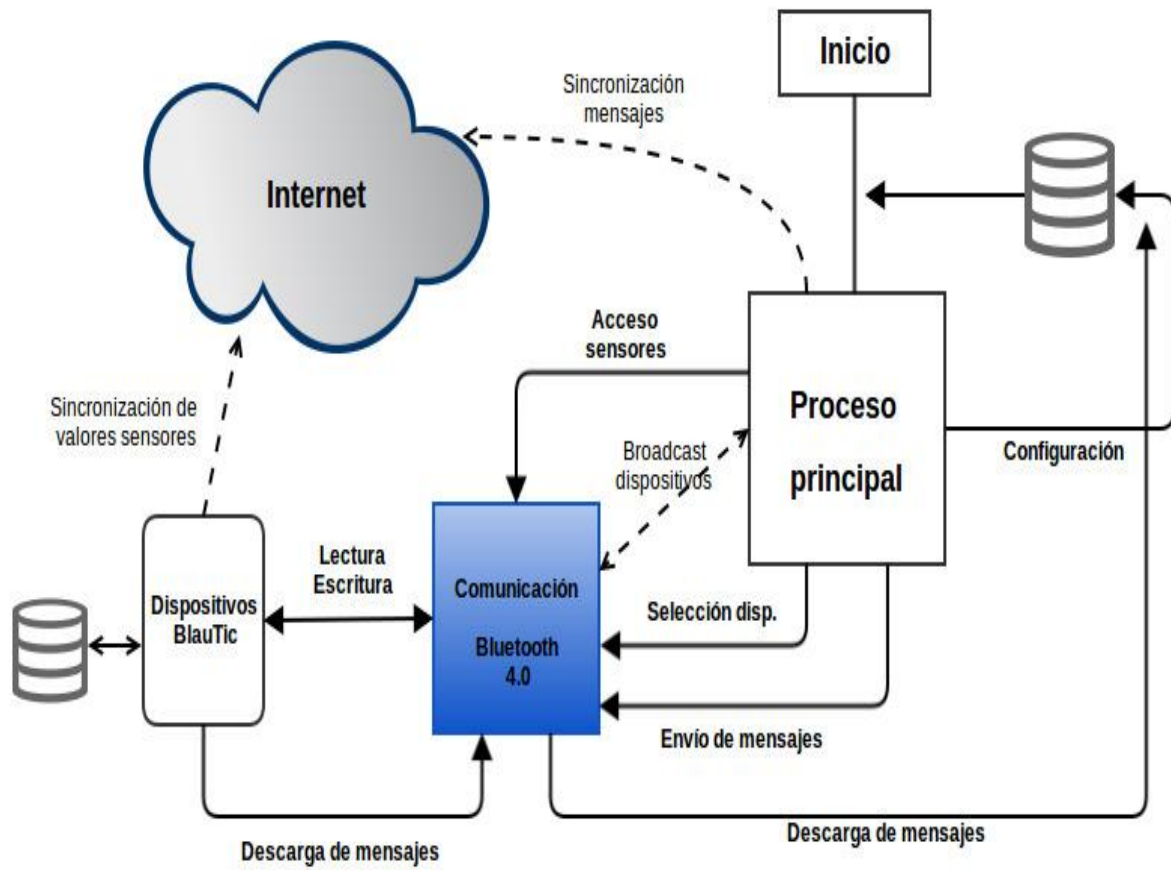 Inicio
Sincronización
mensajes
Internet
Acceso
sensores
Proceso
principal
Sincronización de
valores sensores
Broadcast
dispositivos
Configuración
Lectura
Escritura
Comunicación
Bluetooth
4.0
Dispositivos
BlauTic
Selección disp.
Envío de mensajes
Descarga de mensajes
Descarga de mensajes